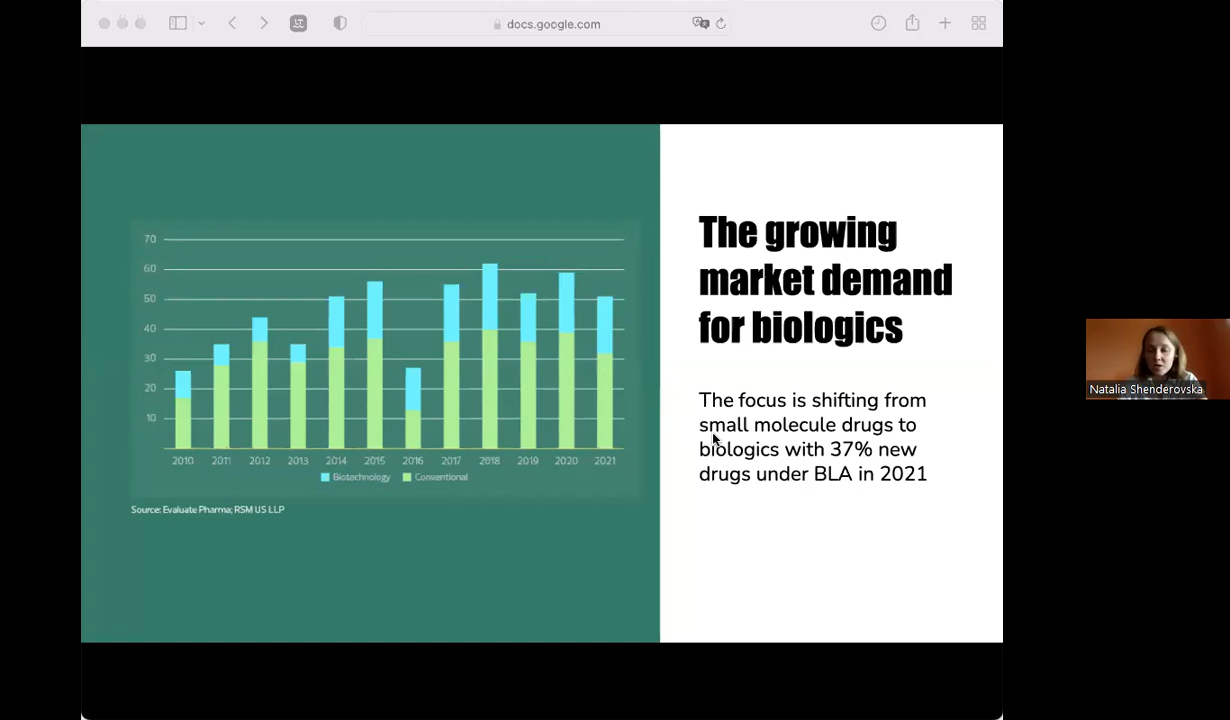 docs.google.com
The growing
market demand
for biologics
The focus is shifting from
small molecule drugs to
biologics with 37% new
drugs under BLA in 2021
70
60
50
40
30
20
10
2010 2011 2012 2013 2014 2015 2016 2017 2018 2019 2020 2021
Biotechnology Conventional
Source: Evaluate Pharma; RSM US LLP
Natalia Shenderovska